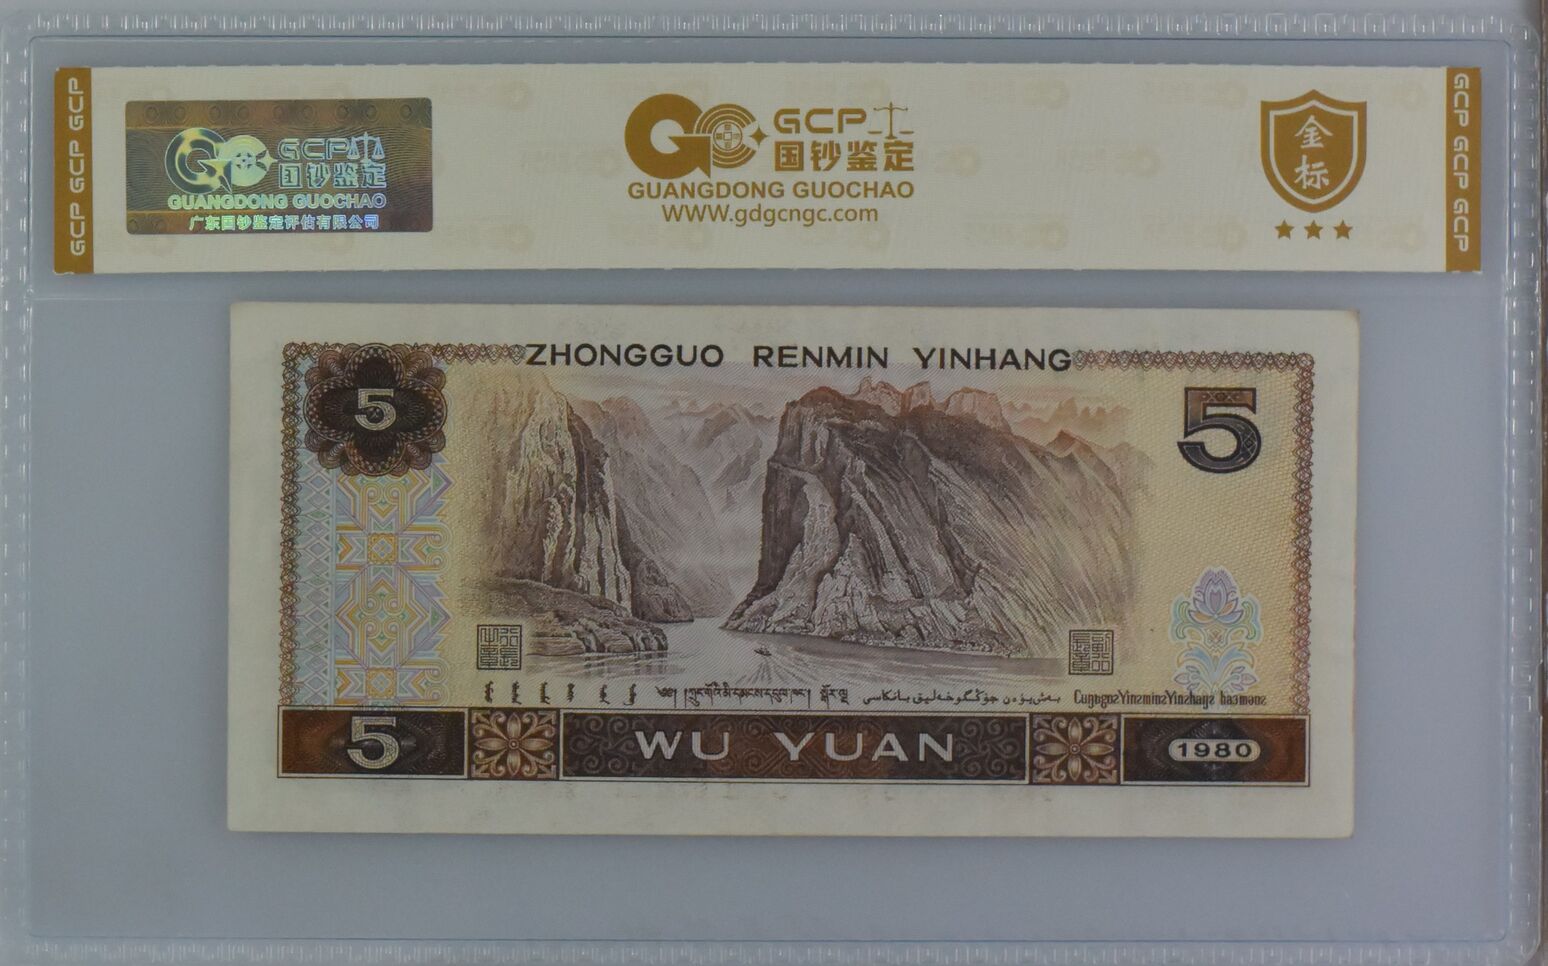 GCP GCP GCP
GCP
国钞鉴定
GUANGDONG GUOCHAO
广东国钞鉴定评估有限公司
GCP
国钞鉴定
GUANGDONG GUOCHAO
WWW.gdgcngc.com
金标
GCP GCP GCP
ZHONGGUO RENMIN YINHANG
5
5
5
WU YUAN
1980